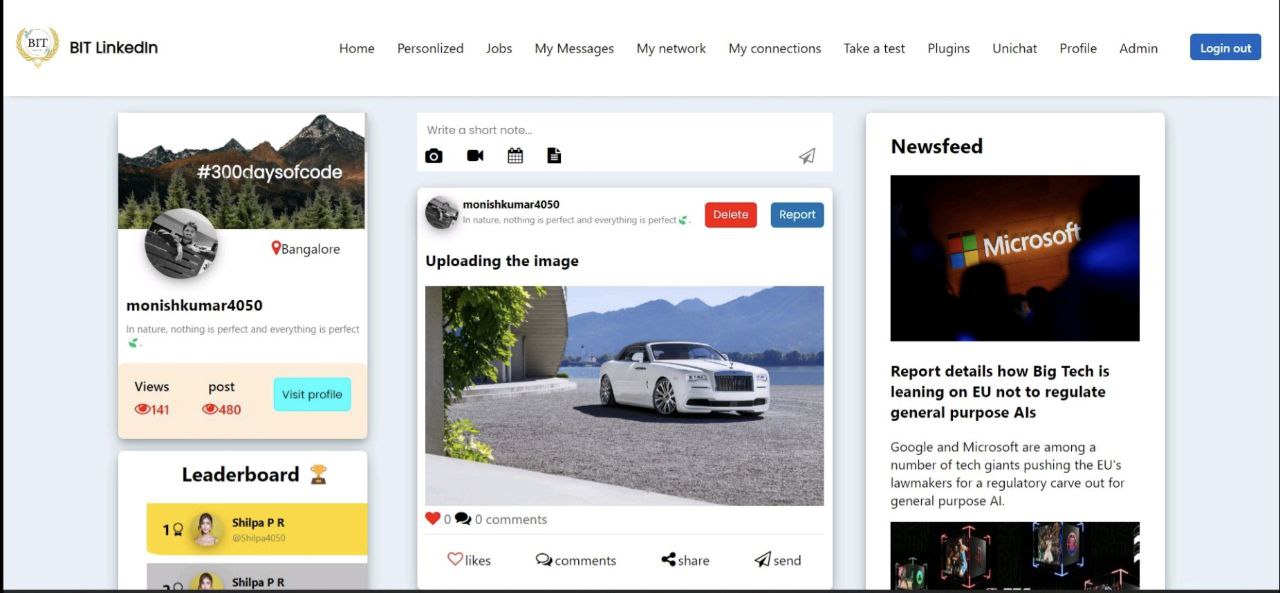 BIT
BIT LinkedIn
Home Personlized Jobs My Messages My network My connections Take a test Plugins Unichat Profile Admin Login out
#300daysofcode
Bangalore
monishkumar4050
In nature, nothing is perfect and everything is perfect
.
Views post
141 480
Visit profile
Leaderboard
1 Shilpa P R
@Shilpa4050
Shilpa P R
Write a short note...
monishkumar4050
In nature, nothing is perfect and everything is perfect .
Delete Report
Uploading the image
0 0 comments
likes comments share send
Newsfeed
Microsoft
Report details how Big Tech is
leaning on EU not to regulate
general purpose AIs
Google and Microsoft are among a
number of tech giants pushing the EU's
lawmakers for a regulatory carve out for
general purpose AI.